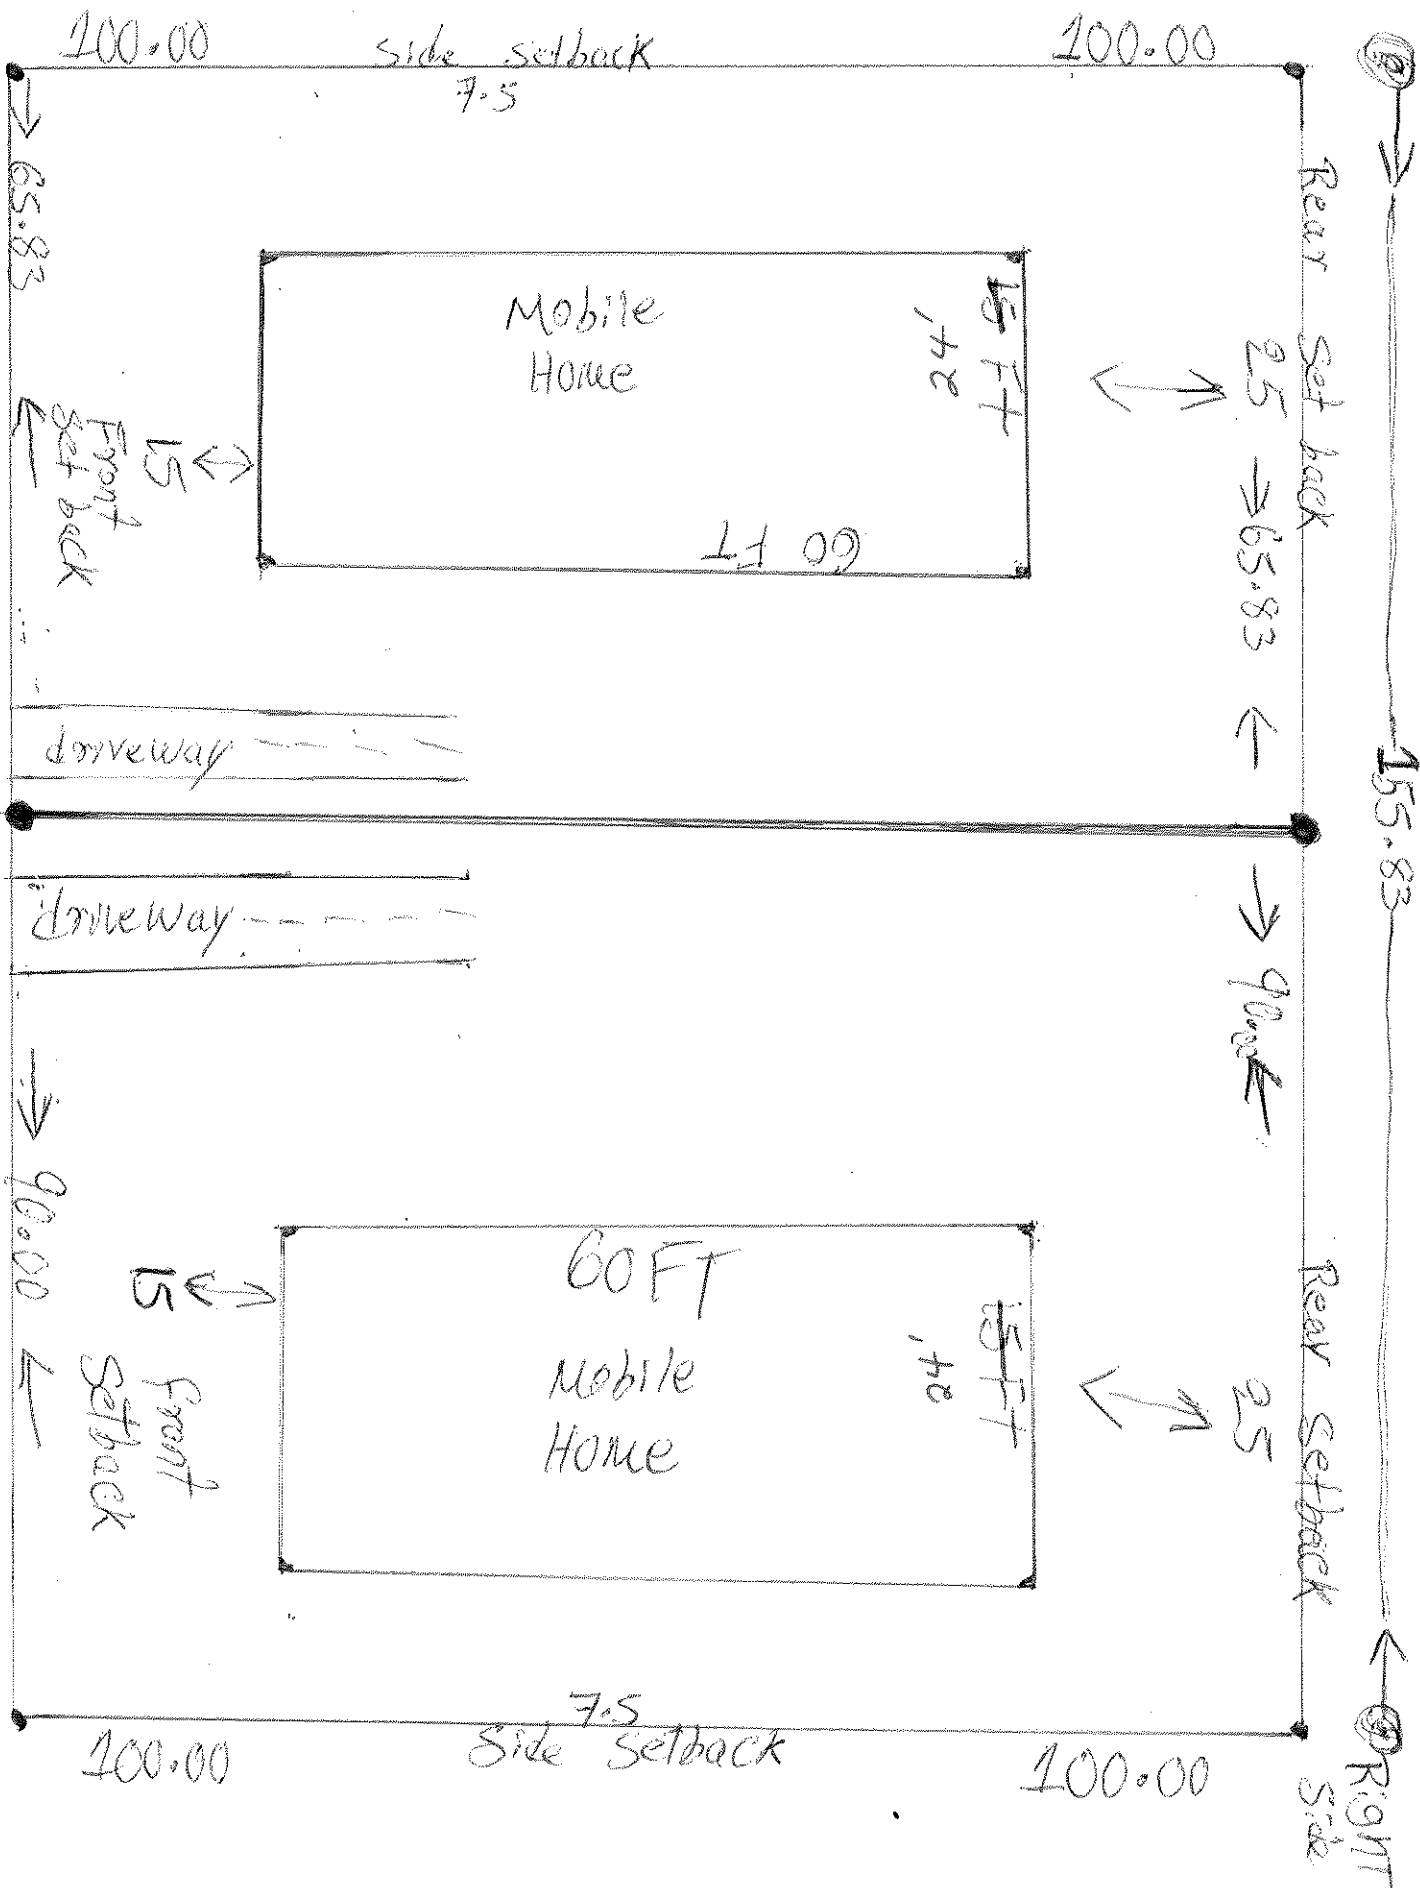 100.00
Side Setback
100.00
7.5
65.83
Rear Setback
25
65.83
155.83
Mobile
Home
15 FT
24'
60 FT
15
Front
Set back
driveway
driveway
90.00
90.00
60 FT
Mobile
Home
15 FT
24'
15
Front
Setback
25
Rear Setback
7.5
100.00
Side Setback
100.00
Right
Side